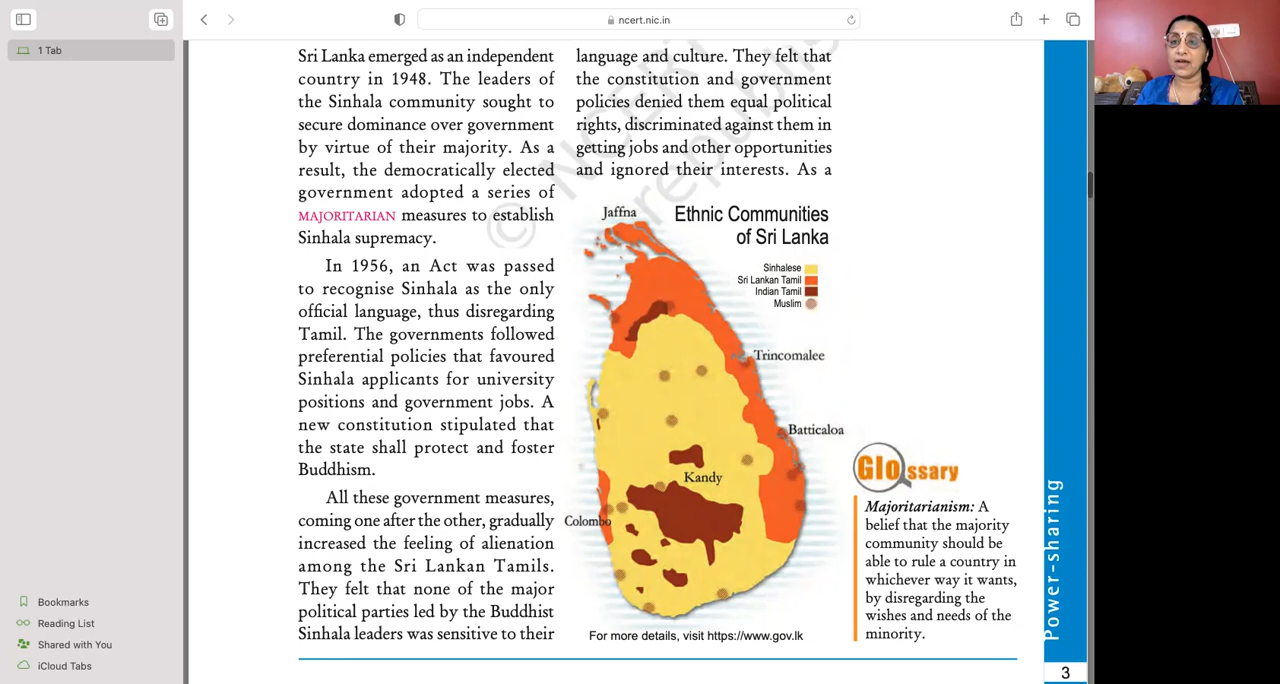 1 Tab
ncert.nic.in
Sri Lanka emerged as an independent
country in 1948. The leaders of
the Sinhala community sought to
secure dominance over government
by virtue of their majority. As a
result, the democratically elected
government adopted a series of
MAJORITARIAN measures to establish
Sinhala supremacy.
In 1956, an Act was passed
to recognise Sinhala as the only
official language, thus disregarding
Tamil. The governments followed
preferential policies that favoured
Sinhala applicants for university
positions and government jobs. A
new constitution stipulated that
the state shall protect and foster
Buddhism.
All these government measures,
coming one after the other, gradually
increased the feeling of alienation
among the Sri Lankan Tamils.
They felt that none of the major
political parties led by the Buddhist
Sinhala leaders was sensitive to their
language and culture. They felt that
the constitution and government
policies denied them equal political
rights, discriminated against them in
getting jobs and other opportunities
and ignored their interests. As a
© NCERT
republis
Ethnic Communities
of Sri Lanka
Sinhalese
Sri Lankan Tamil
Indian Tamil
Muslim
Jaffna
Trincomalee
Batticaloa
Kandy
Colombo
For more details, visit https://www.gov.lk
Glossary
Majoritarianism: A
belief that the majority
community should be
able to rule a country in
whichever way it wants,
by disregarding the
wishes and needs of the
minority.
Power-sharing
3
Bookmarks
Reading List
Shared with You
iCloud Tabs